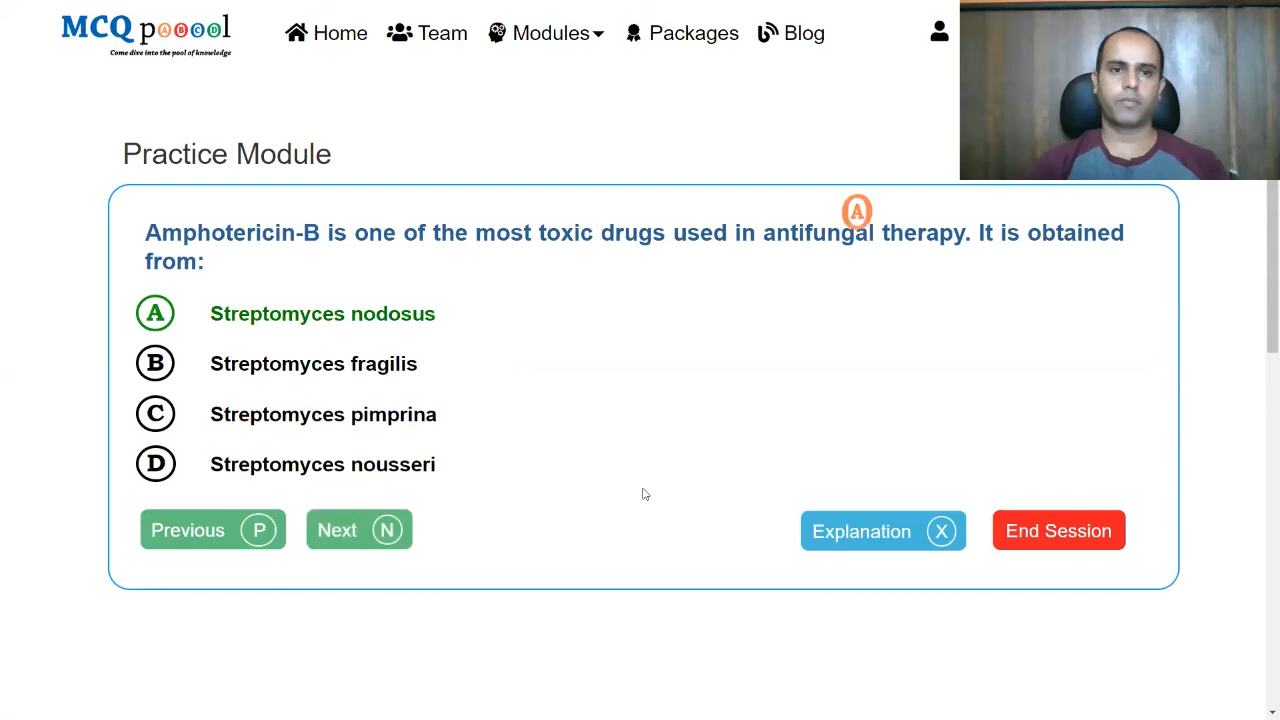 MCQ pABCDl
Come dive into the pool of knowledge
Home Team Modules Packages Blog
Practice Module
A
Amphotericin-B is one of the most toxic drugs used in antifungal therapy. It is obtained
from:
A Streptomyces nodosus
B Streptomyces fragilis
C Streptomyces pimprina
D Streptomyces nousseri
Previous P Next N Explanation X End Session